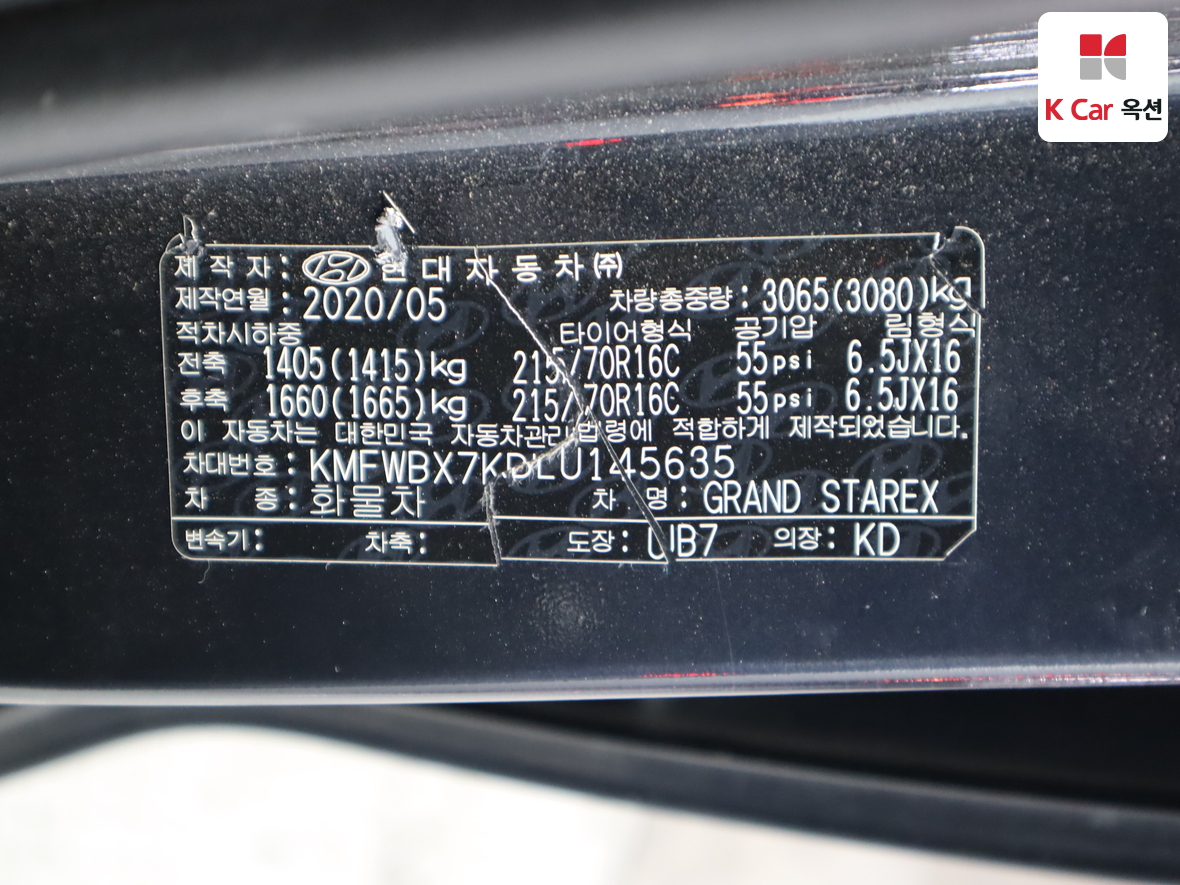 K Car 옥션
제 작 자 : 현 대 자 동 차 ㈜
제작연월 : 2020/05 차량총중량 : 3065(3080)kg
적차시하중 타이어형식 공기압 림형식
전축 1405(1415)kg 215/70R16C 55psi 6.5JX16
후축 1660(1665)kg 215/70R16C 55psi 6.5JX16
이 자동차는 대한민국 자동차관리법령에 적합하게 제작되었습니다.
차대번호 : KMFWBX7KDLU145635
차 종 : 화물차 차 명 : GRAND STAREX
변속기 : 차축 : 도장 : UB7 의장 : KD